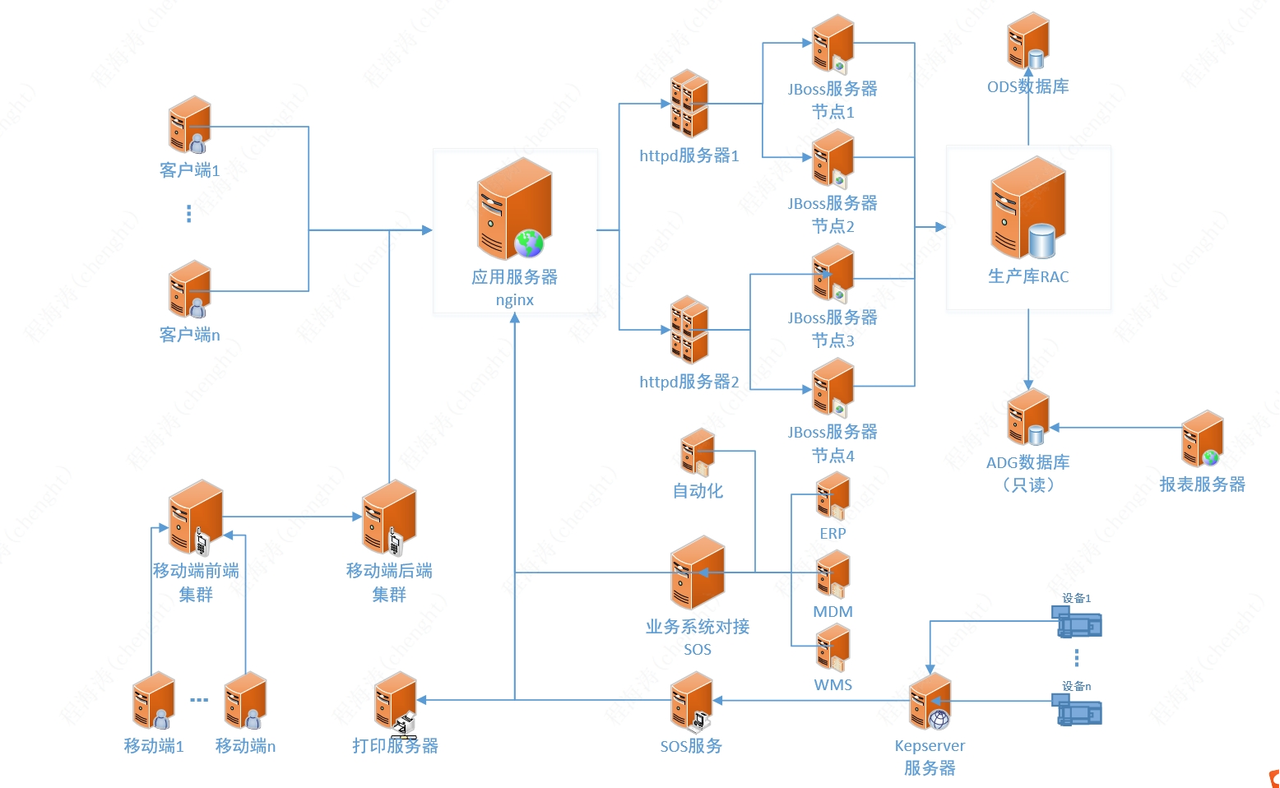 客户端1
客户端n
应用服务器
nginx
httpd服务器1
httpd服务器2
JBoss服务器
节点1
JBoss服务器
节点2
JBoss服务器
节点3
JBoss服务器
节点4
ODS数据库
生产库RAC
ADG数据库
（只读）
报表服务器
自动化
ERP
MDM
WMS
业务系统对接
SOS
移动端前端
集群
移动端后端
集群
移动端1
移动端n
打印服务器
SOS服务
Kepserver
服务器
设备1
设备n
程海涛(chenght)